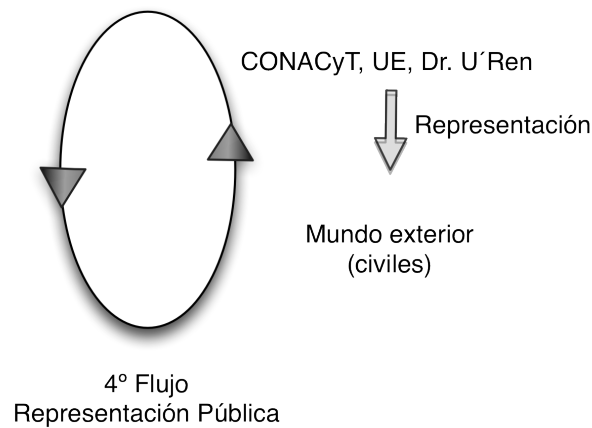 CONACyT, UE, Dr. U´Ren
Representación
Mundo exterior
(civiles)
4º Flujo
Representación Pública